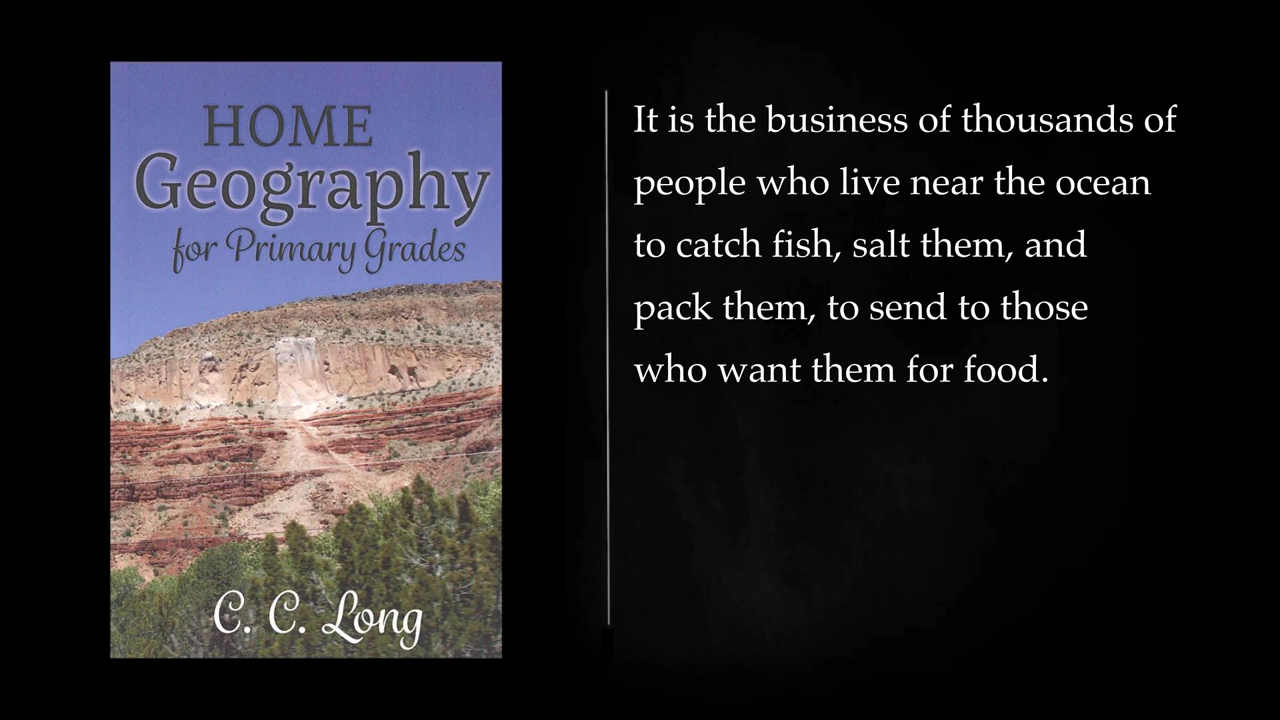 HOME
Geography
for Primary Grades
C. C. Long
It is the business of thousands of
people who live near the ocean
to catch fish, salt them, and
pack them, to send to those
who want them for food.